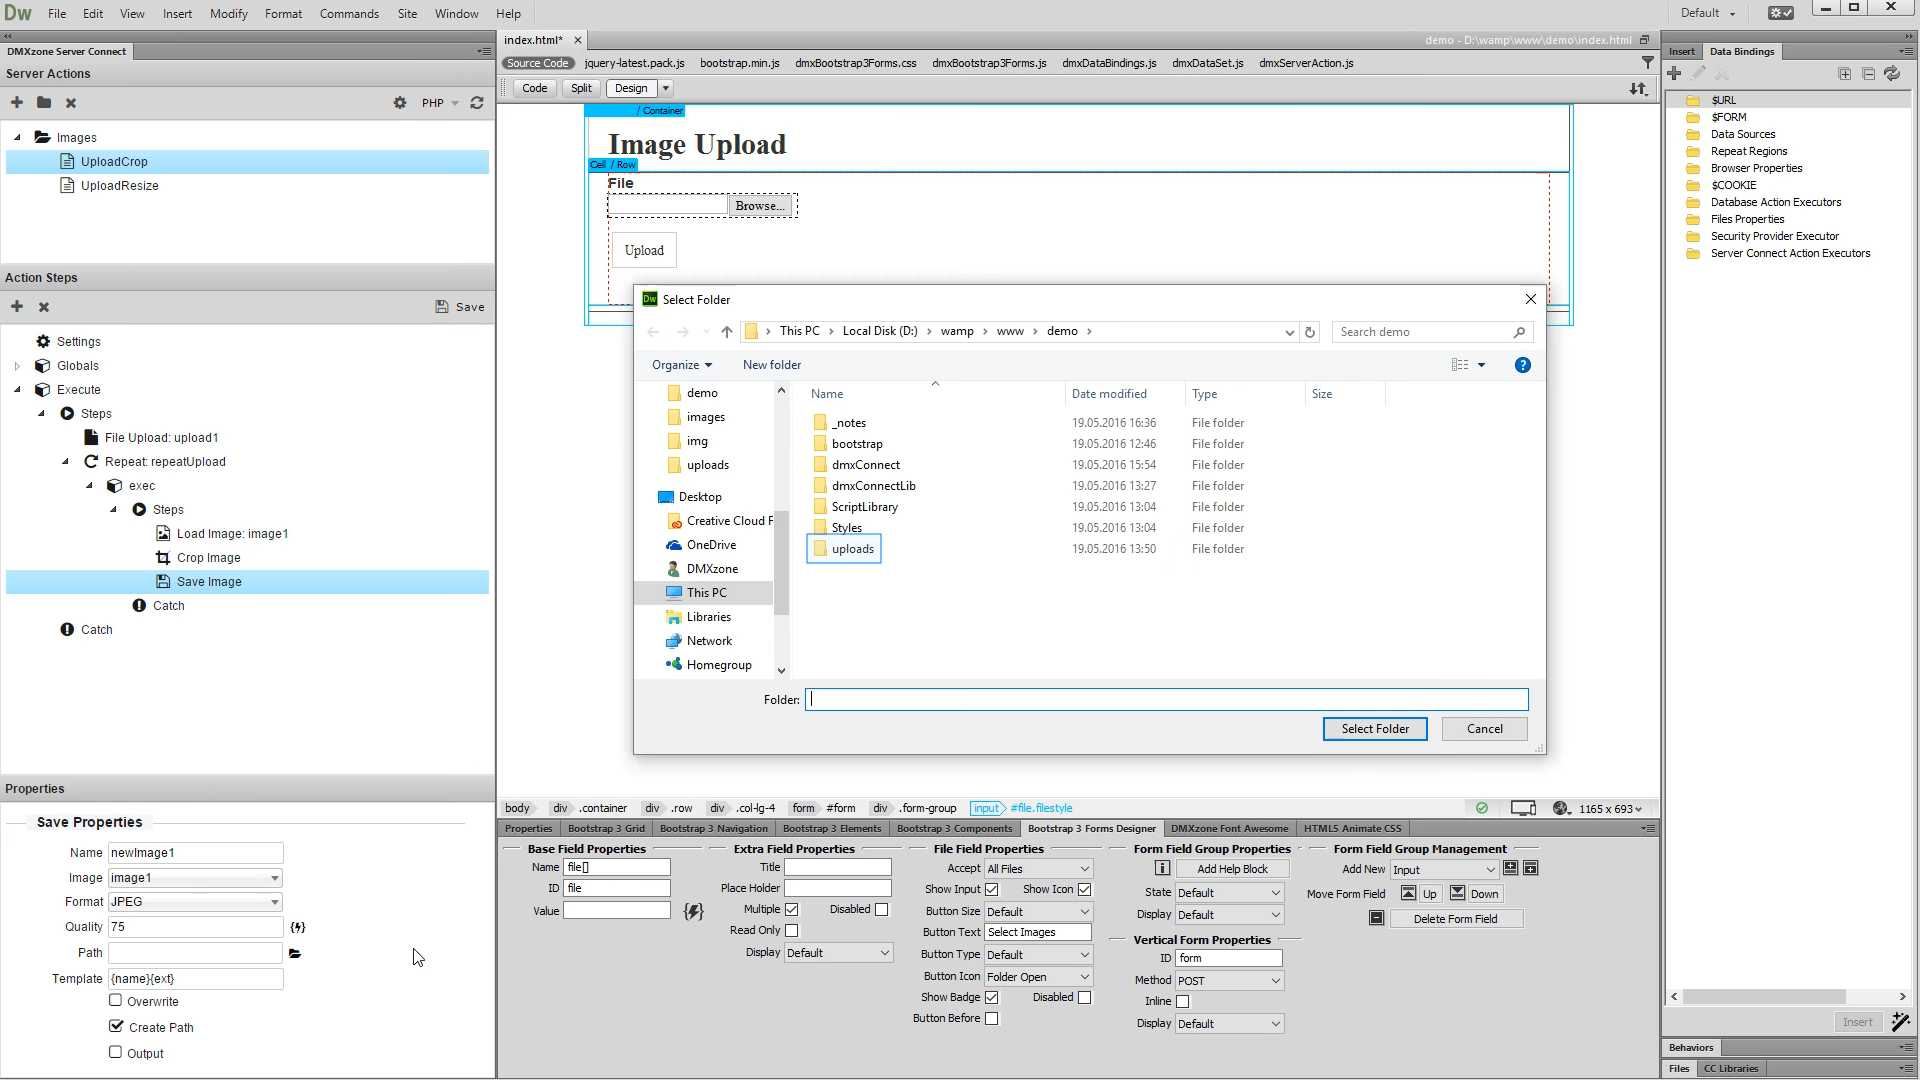 Dw File Edit View Insert Modify Format Commands Site Window Help Default
DMXzone Server Connect
Server Actions
PHP
Images
UploadCrop
UploadResize
Action Steps
Save
Settings
Globals
Execute
Steps
File Upload: upload1
Repeat: repeatUpload
exec
Steps
Load Image: image1
Crop Image
Save Image
Catch
Catch
Properties
Save Properties
Name newImage1
Image image1
Format JPEG
Quality 75
Path
Template {name}{ext}
Overwrite
Create Path
Output
index.html* demo - D:\wamp\www\demo\index.html
Source Code jquery-latest.pack.js bootstrap.min.js dmxBootstrap3Forms.css dmxBootstrap3Forms.js dmxDataBindings.js dmxDataSet.js dmxServerAction.js
Code Split Design
/ Container
Image Upload
Cell / Row
File
Browse...
Upload
Dw Select Folder
This PC Local Disk (D:) wamp www demo Search demo
Organize New folder
demo
images
img
uploads
Desktop
Creative Cloud F
OneDrive
DMXzone
This PC
Libraries
Network
Homegroup
Name Date modified Type Size
_notes 19.05.2016 16:36 File folder
bootstrap 19.05.2016 12:46 File folder
dmxConnect 19.05.2016 15:54 File folder
dmxConnectLib 19.05.2016 13:27 File folder
ScriptLibrary 19.05.2016 13:04 File folder
Styles 19.05.2016 13:04 File folder
uploads 19.05.2016 13:50 File folder
Folder:
Select Folder Cancel
body div .container div .row div .col-lg-4 form #form div .form-group input #file.filestyle 1165 x 693
Properties Bootstrap 3 Grid Bootstrap 3 Navigation Bootstrap 3 Elements Bootstrap 3 Components Bootstrap 3 Forms Designer DMXzone Font Awesome HTML5 Animate CSS
Base Field Properties
Name file[]
ID file
Value
Extra Field Properties
Title
Place Holder
Multiple Disabled
Read Only
Display Default
File Field Properties
Accept All Files
Show Input Show Icon
Button Size Default
Button Text Select Images
Button Type Default
Button Icon Folder Open
Show Badge Disabled
Button Before
Form Field Group Properties
Add Help Block
State Default
Display Default
Vertical Form Properties
ID form
Method POST
Inline
Display Default
Form Field Group Management
Add New Input
Move Form Field Up Down
Delete Form Field
Insert Data Bindings
$URL
$FORM
Data Sources
Repeat Regions
Browser Properties
$COOKIE
Database Action Executors
Files Properties
Security Provider Executor
Server Connect Action Executors
Insert
Behaviors
Files CC Libraries